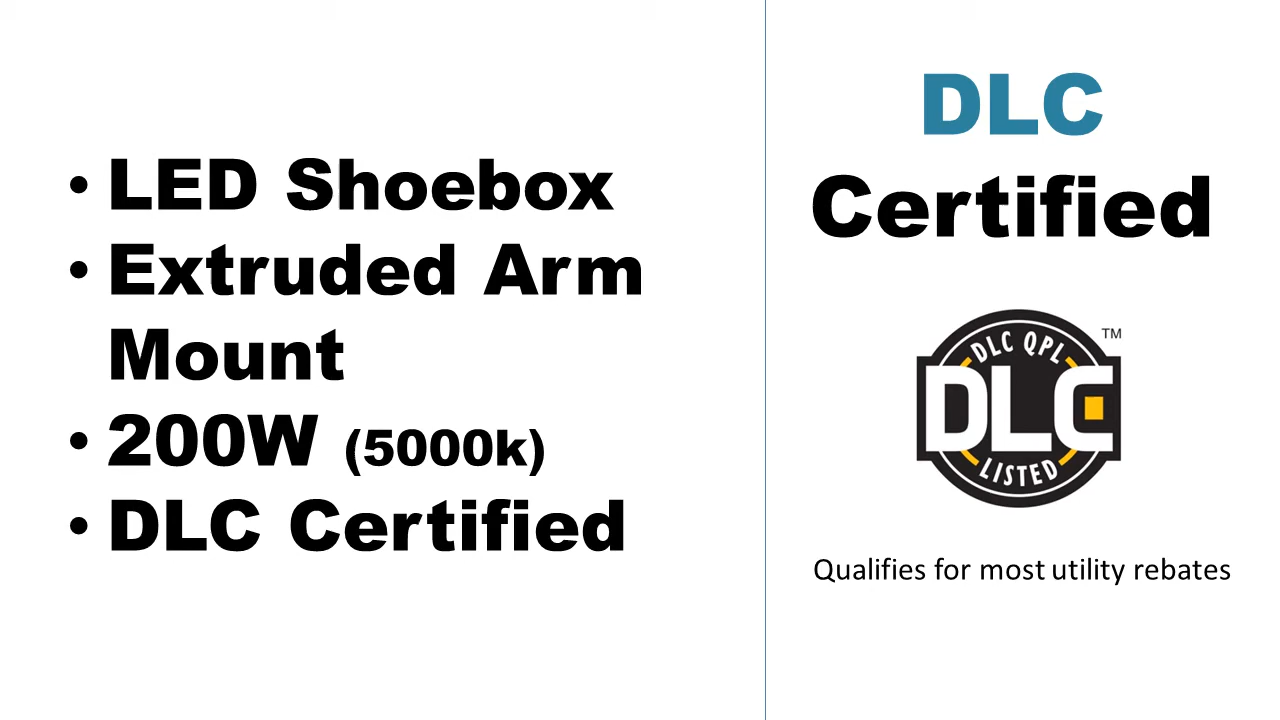 • LED Shoebox
• Extruded Arm
Mount
• 200W (5000k)
• DLC Certified
DLC
Certified
DLC QPL
TM
DLC
LISTED
Qualifies for most utility rebates